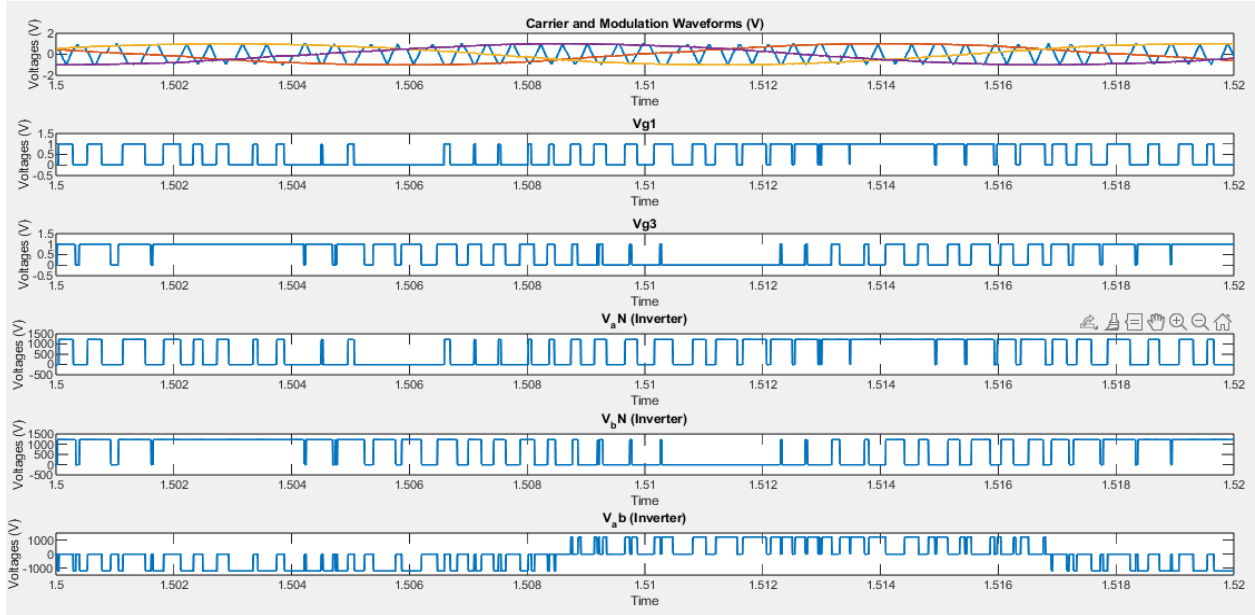 Carrier and Modulation Waveforms (V)
Voltages (V)
2
0
-2
1.5 1.502 1.504 1.506 1.508 1.51 1.512 1.514 1.516 1.518 1.52
Time
Vg1
Voltages (V)
1.5
1
0.5
0
-0.5
1.5 1.502 1.504 1.506 1.508 1.51 1.512 1.514 1.516 1.518 1.52
Time
Vg3
Voltages (V)
1.5
1
0.5
0
-0.5
1.5 1.502 1.504 1.506 1.508 1.51 1.512 1.514 1.516 1.518 1.52
Time
VaN (Inverter)
Voltages (V)
1500
1000
500
0
-500
1.5 1.502 1.504 1.506 1.508 1.51 1.512 1.514 1.516 1.518 1.52
Time
VbN (Inverter)
Voltages (V)
1500
1000
500
0
-500
1.5 1.502 1.504 1.506 1.508 1.51 1.512 1.514 1.516 1.518 1.52
Time
Vab (Inverter)
Voltages (V)
1000
0
-1000
1.5 1.502 1.504 1.506 1.508 1.51 1.512 1.514 1.516 1.518 1.52
Time